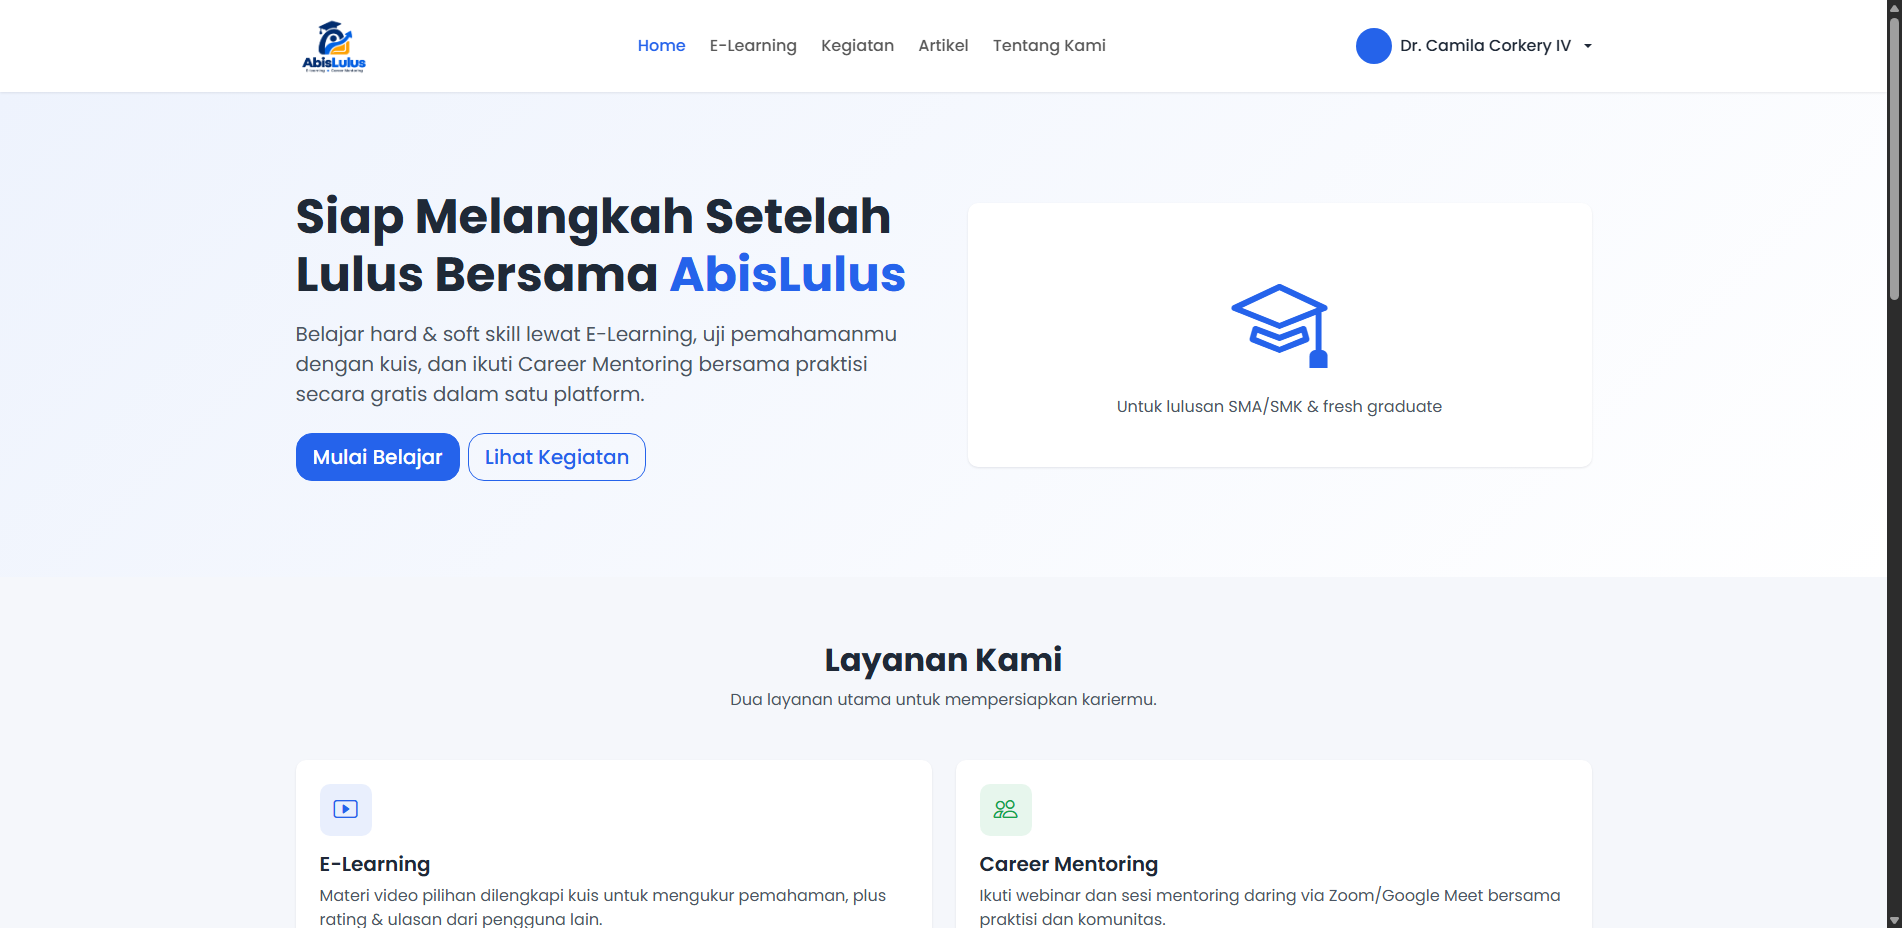 AbisLulus
Home
E-Learning
Kegiatan
Artikel
Tentang Kami
Dr. Camila Corkery IV
Siap Melangkah Setelah
Lulus Bersama AbisLulus
Belajar hard & soft skill lewat E-Learning, uji pemahamanmu
dengan kuis, dan ikuti Career Mentoring bersama praktisi
secara gratis dalam satu platform.
Mulai Belajar
Lihat Kegiatan
Untuk lulusan SMA/SMK & fresh graduate
Layanan Kami
Dua layanan utama untuk mempersiapkan kariermu.
E-Learning
Materi video pilihan dilengkapi kuis untuk mengukur pemahaman, plus
rating & ulasan dari pengguna lain.
Career Mentoring
Ikuti webinar dan sesi mentoring daring via Zoom/Google Meet bersama
praktisi dan komunitas.